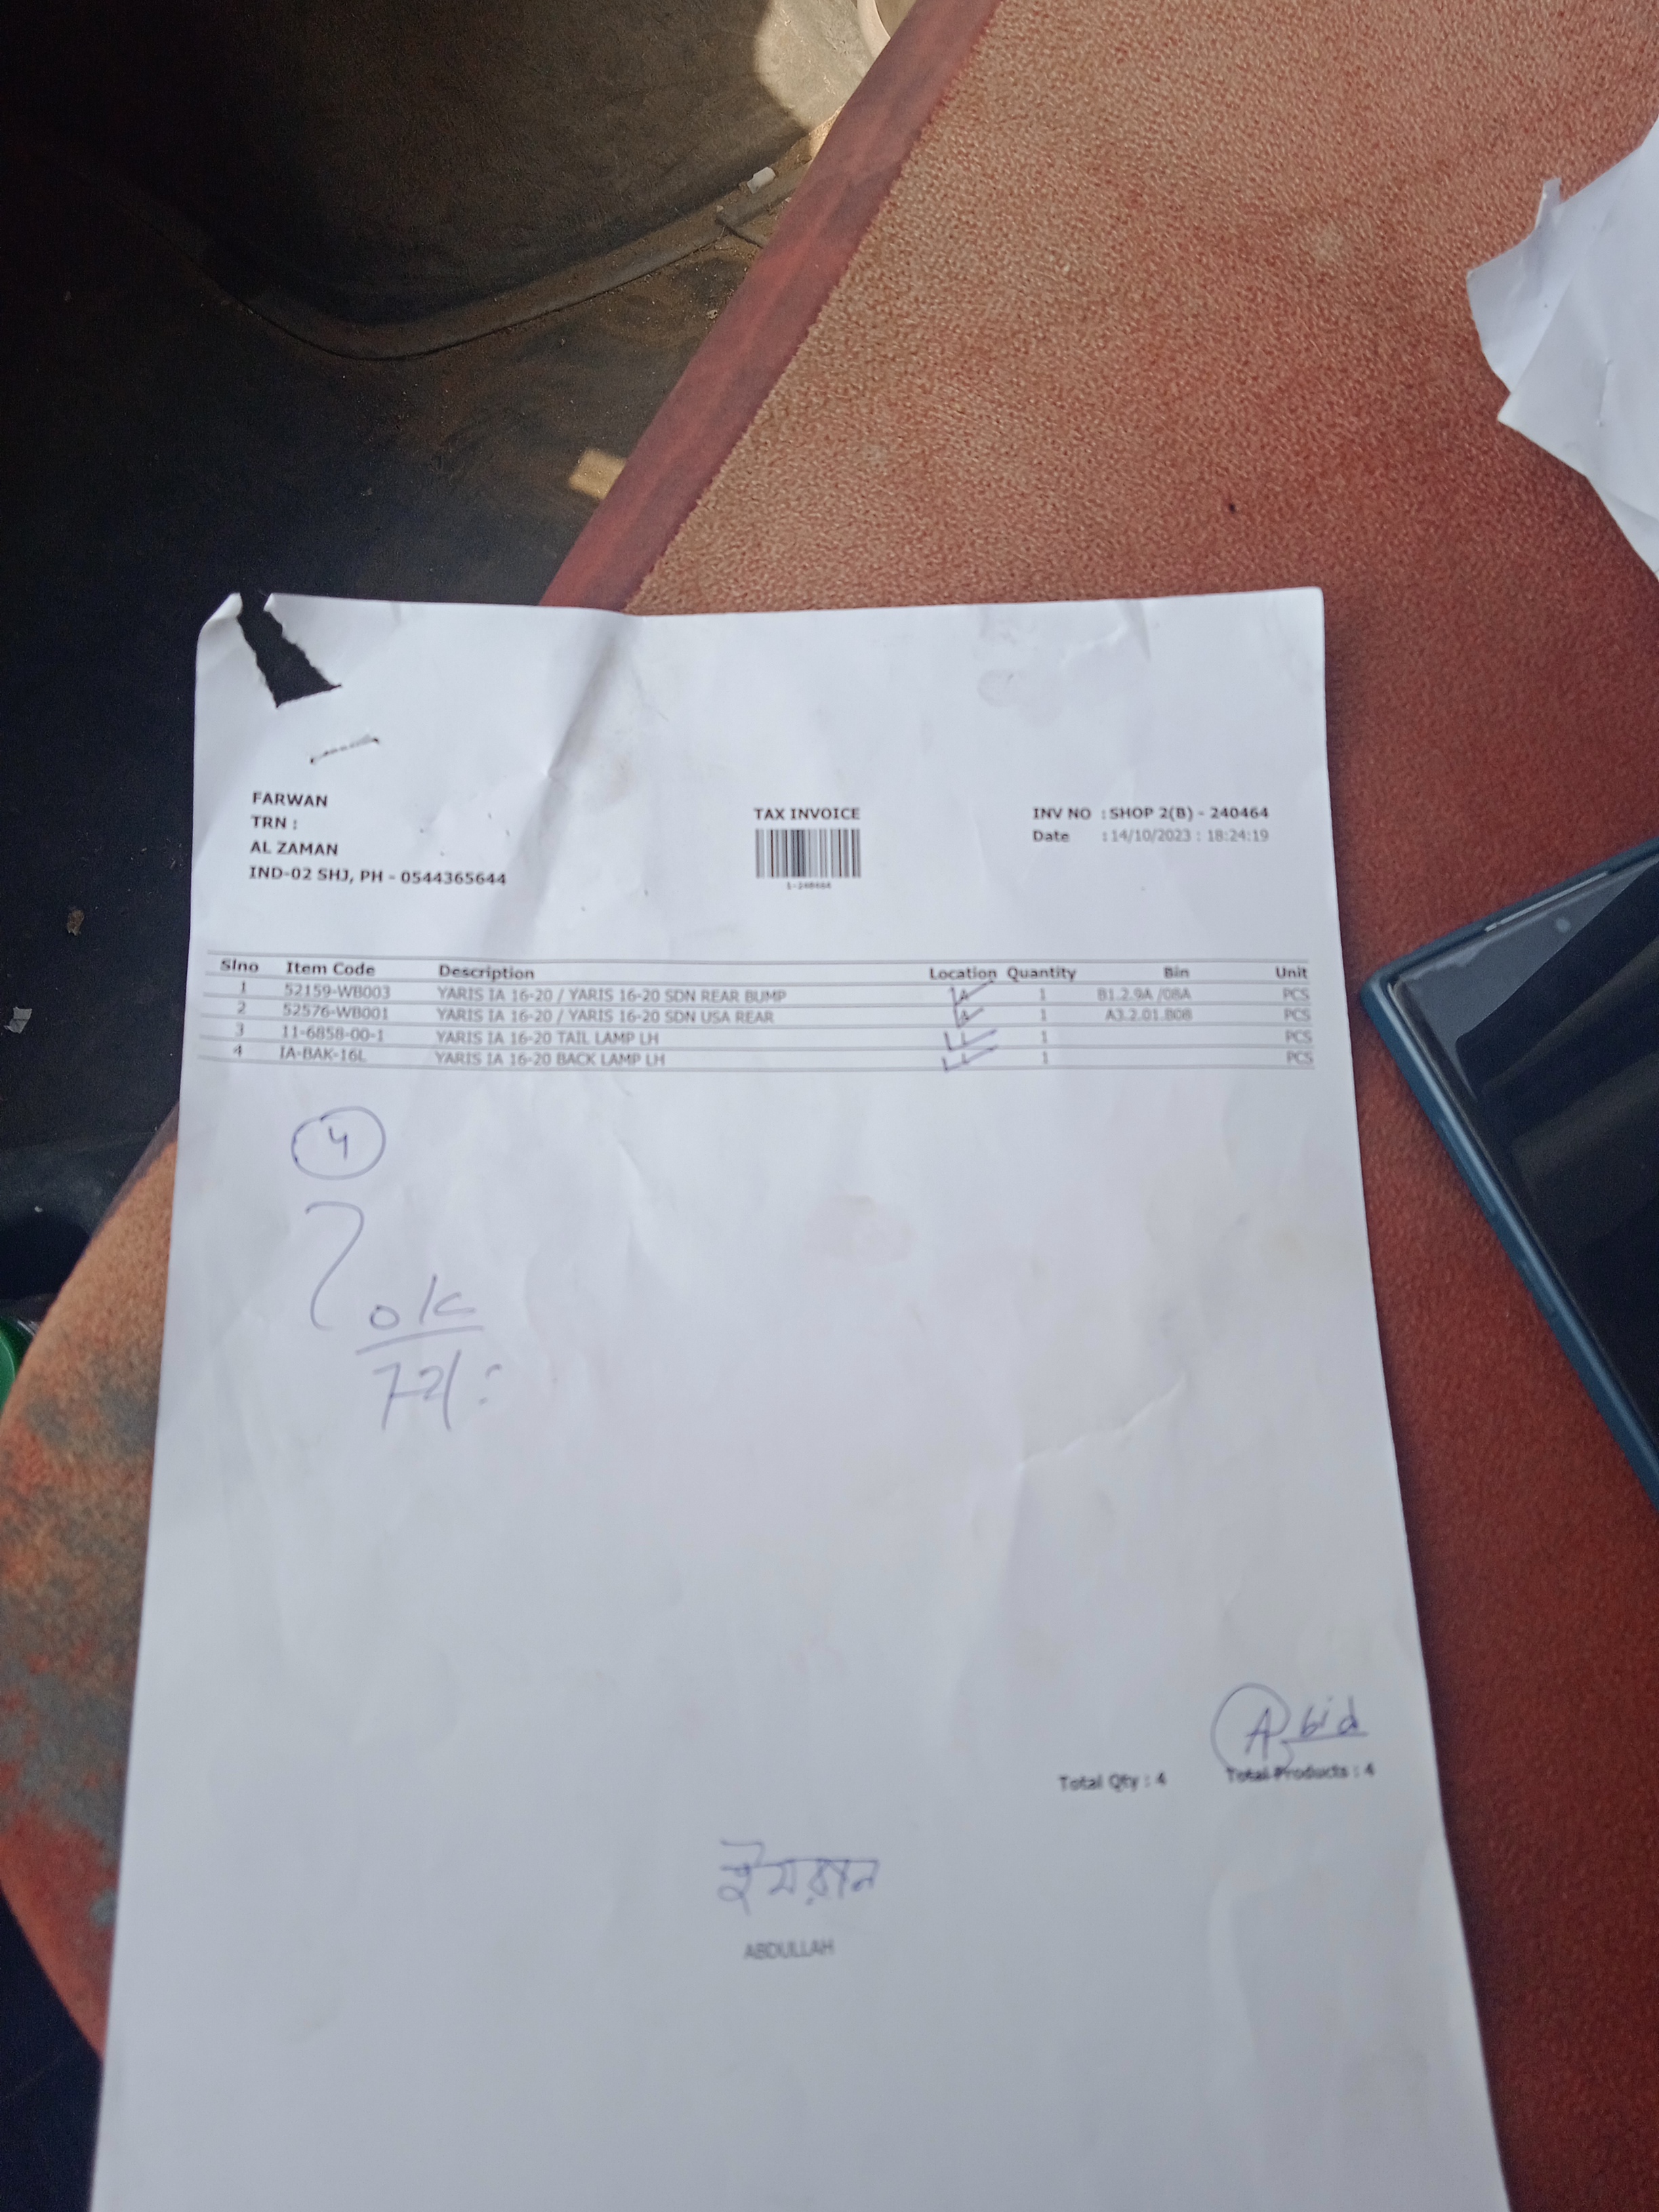 FARWAN
TRN :
AL ZAMAN
IND-02 SHJ, PH - 0544365644
TAX INVOICE
INV NO : SHOP 2(B) - 240464
Date : 14/10/2023 : 18:24:19
Slno Item Code Description Location Quantity Bin Unit
1 52159-WB003 YARIS IA 16-20 / YARIS 16-20 SDN REAR BUMP 1 B1.2.9A /08A PCS
2 52576-WB001 YARIS IA 16-20 / YARIS 16-20 SDN USA REAR 1 A3.2.01.B08 PCS
3 11-6858-00-1 YARIS IA 16-20 TAIL LAMP LH 1 PCS
4 IA-BAK-16L YARIS IA 16-20 BACK LAMP LH 1 PCS
4
ok
Abid
Total Qty : 4 Total Products : 4
ইমরান
ABDULLAH